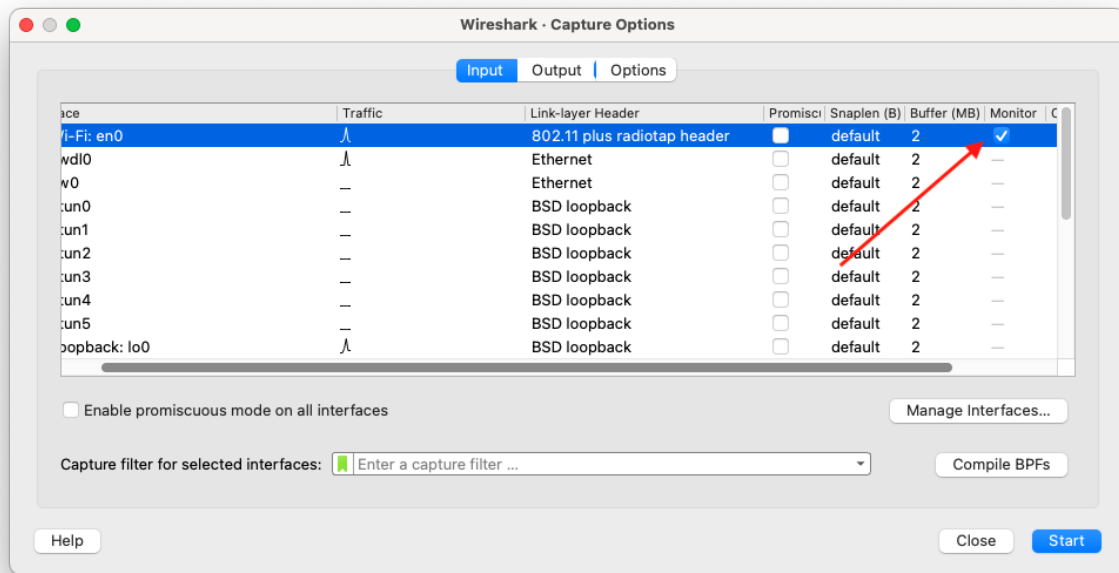 Wireshark · Capture Options
Input Output Options
ace Traffic Link-layer Header Promiscu Snaplen (B) Buffer (MB) Monitor C
/i-Fi: en0 802.11 plus radiotap header default 2
wdl0 Ethernet default 2
w0 Ethernet default 2
tun0 BSD loopback default 2
tun1 BSD loopback default 2
tun2 BSD loopback default 2
tun3 BSD loopback default 2
tun4 BSD loopback default 2
tun5 BSD loopback default 2
oopback: lo0 BSD loopback default 2
Enable promiscuous mode on all interfaces Manage Interfaces...
Capture filter for selected interfaces: Enter a capture filter ... Compile BPFs
Help Close Start